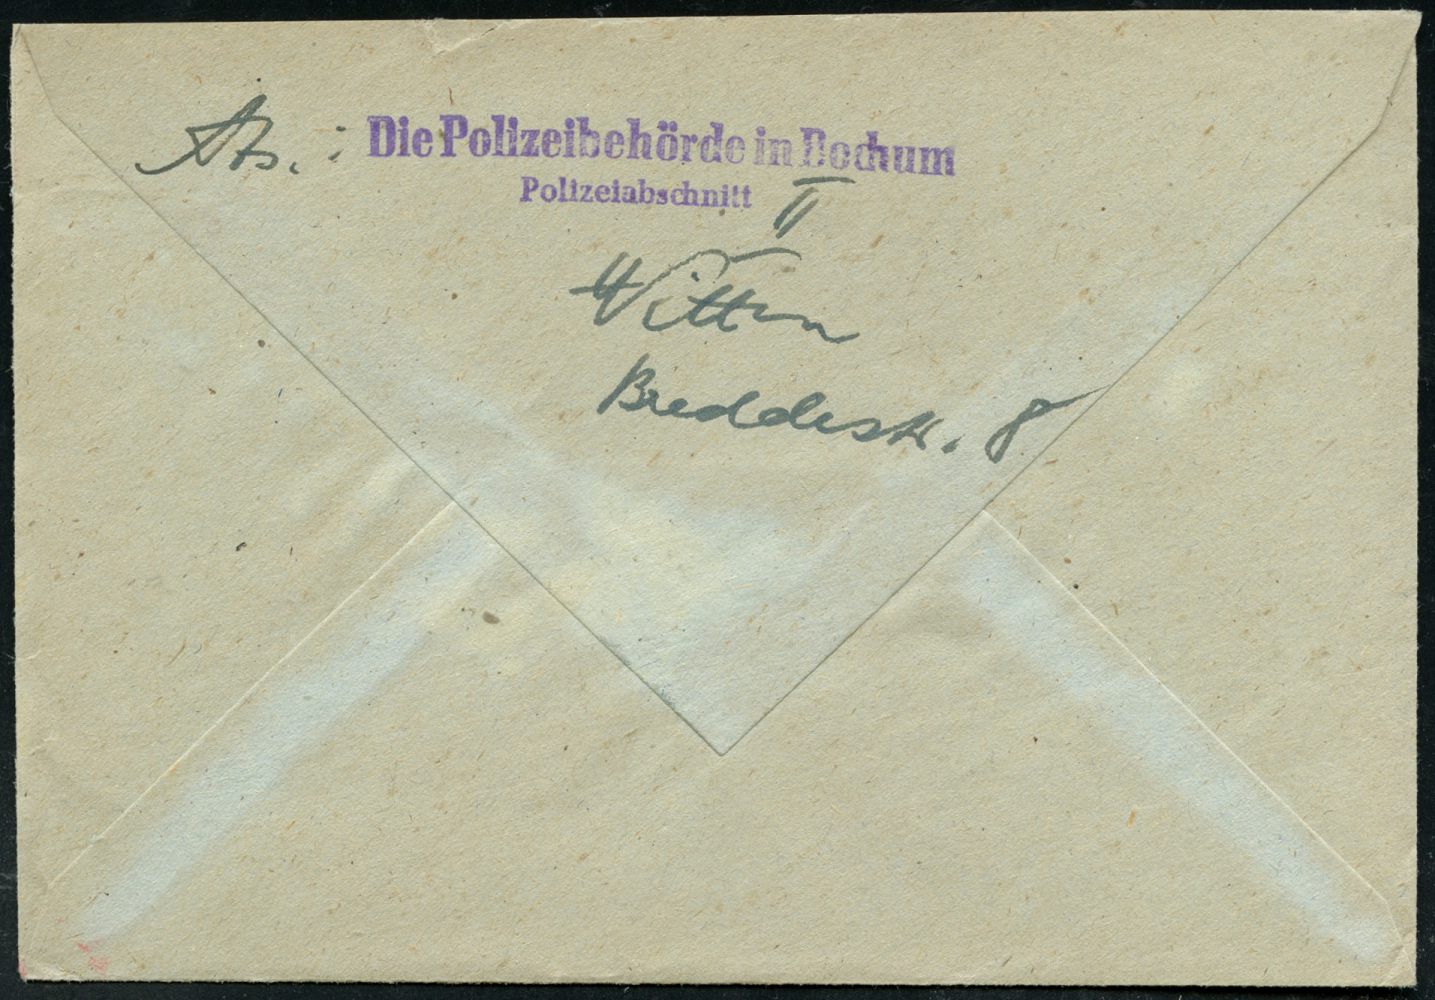 Abs. : Die Polizeibehörde in Bochum
Polizeiabschnitt II
Witten
Breddestr. 8